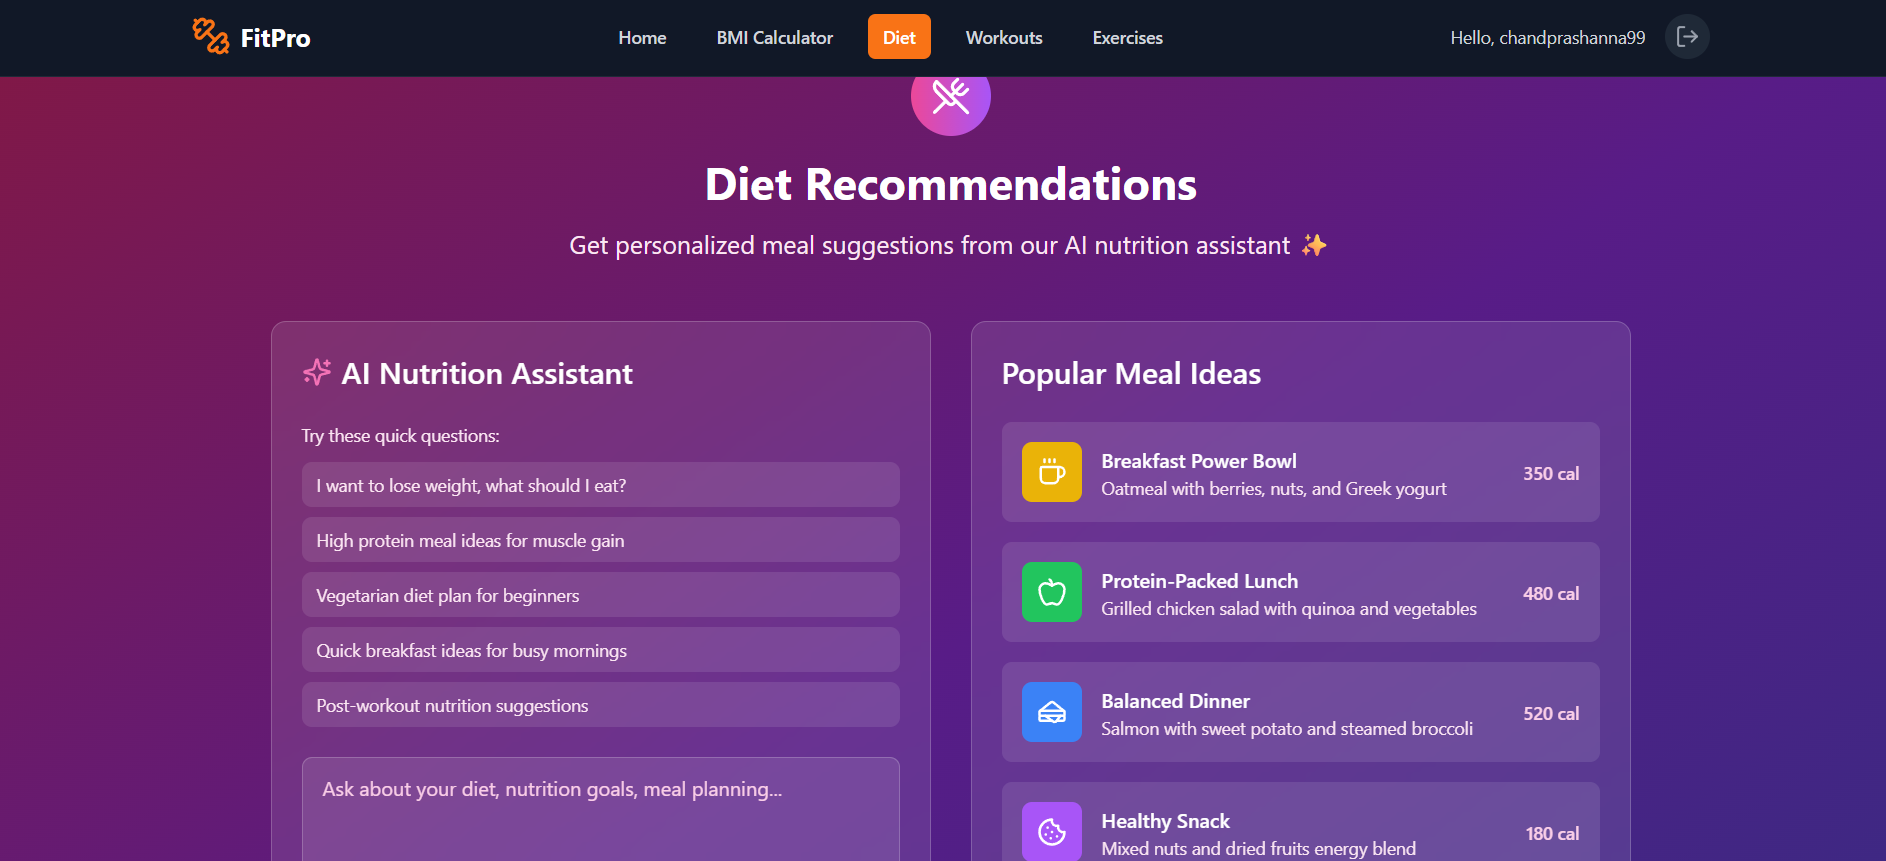 FitPro
Home
BMI Calculator
Diet
Workouts
Exercises
Hello, chandprashanna99
Diet Recommendations
Get personalized meal suggestions from our AI nutrition assistant ✨
AI Nutrition Assistant
Try these quick questions:
I want to lose weight, what should I eat?
High protein meal ideas for muscle gain
Vegetarian diet plan for beginners
Quick breakfast ideas for busy mornings
Post-workout nutrition suggestions
Ask about your diet, nutrition goals, meal planning...
Popular Meal Ideas
Breakfast Power Bowl
Oatmeal with berries, nuts, and Greek yogurt
350 cal
Protein-Packed Lunch
Grilled chicken salad with quinoa and vegetables
480 cal
Balanced Dinner
Salmon with sweet potato and steamed broccoli
520 cal
Healthy Snack
Mixed nuts and dried fruits energy blend
180 cal